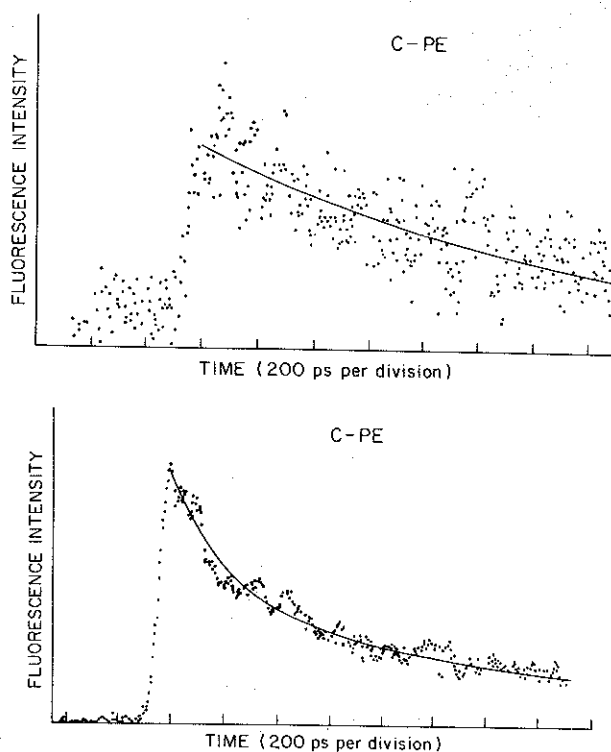 C-PE
FLUORESCENCE INTENSITY
TIME (200 ps per division)
C-PE
FLUORESCENCE INTENSITY
TIME (200 ps per division)